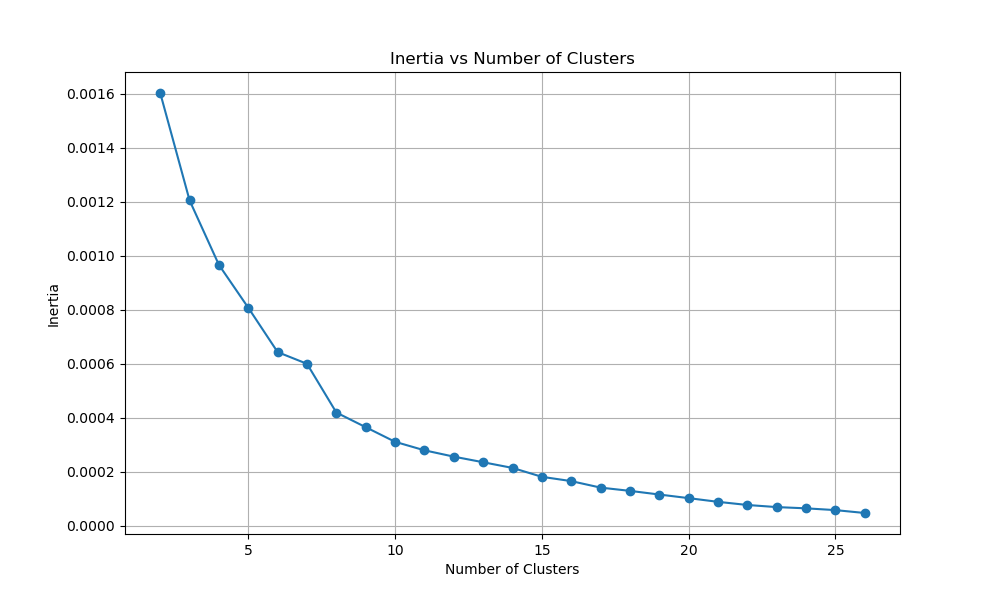 Inertia vs Number of Clusters
0.0016
0.0014
0.0012
0.0010
0.0008
0.0006
0.0004
0.0002
0.0000
Inertia
5 10 15 20 25
Number of Clusters